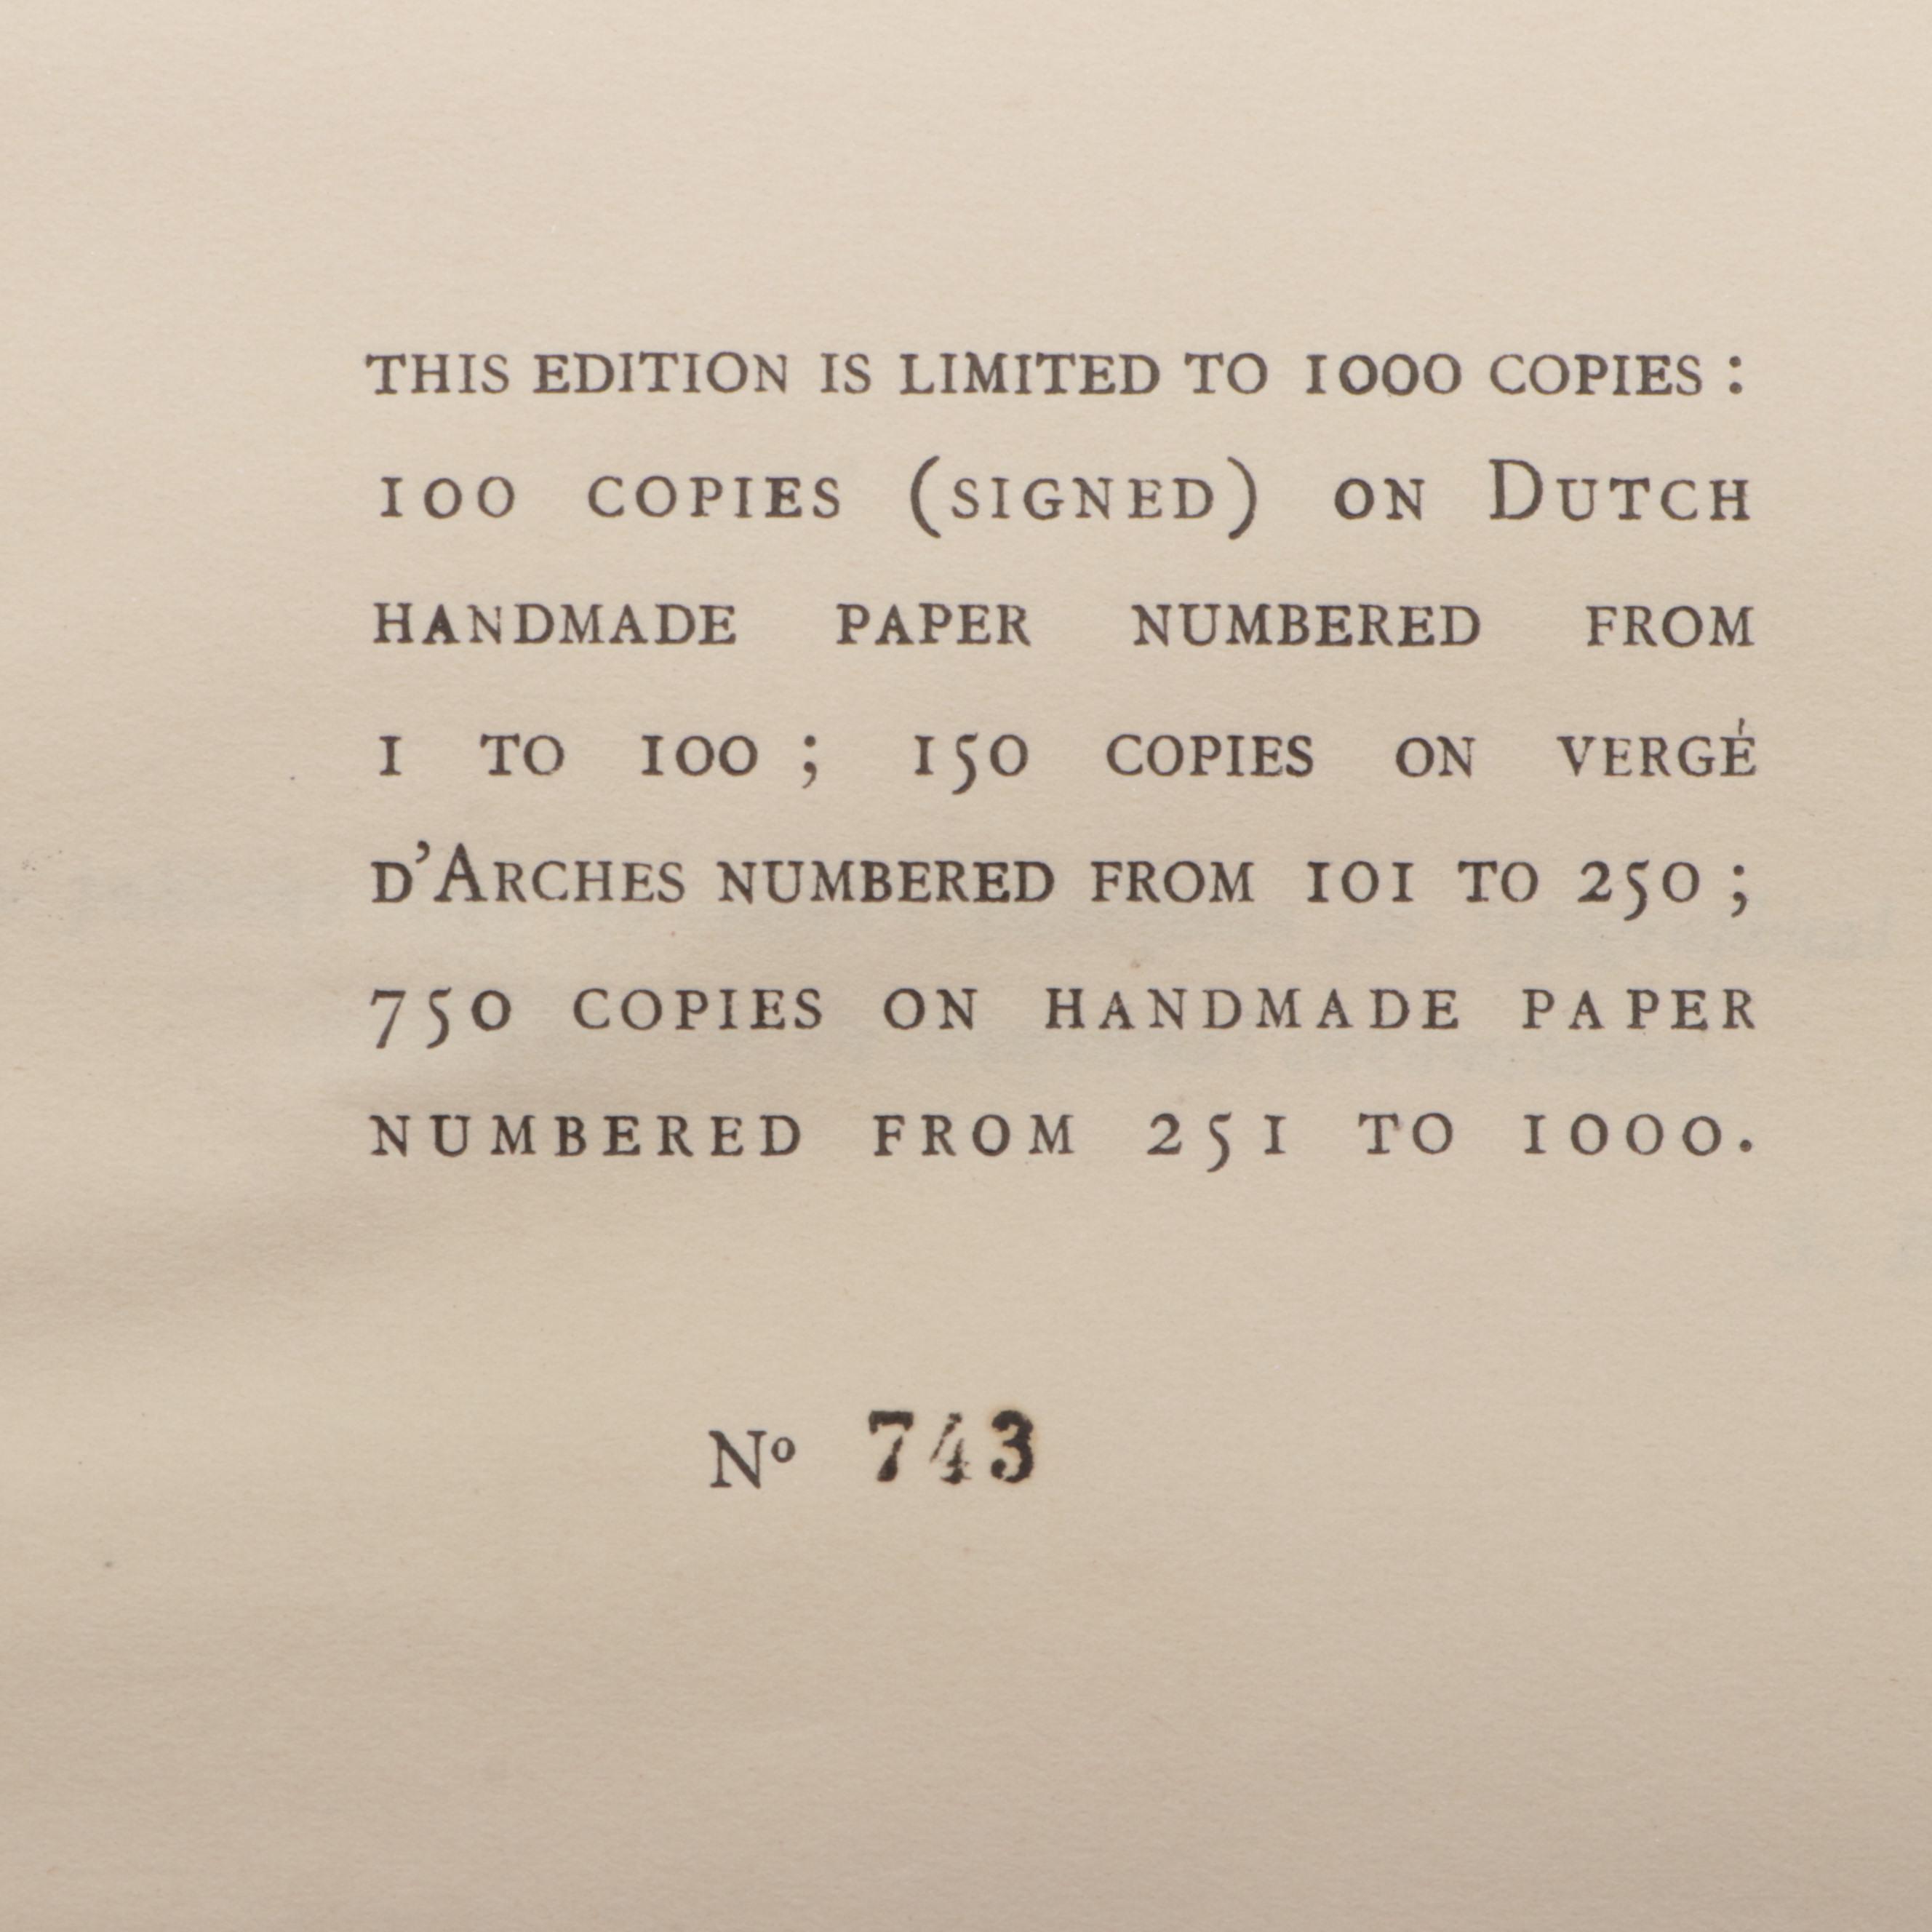 THIS EDITION IS LIMITED TO 1000 COPIES :
100 COPIES (SIGNED) ON DUTCH
HANDMADE PAPER NUMBERED FROM
1 TO 100 ; 150 COPIES ON VERGÉ
D'ARCHES NUMBERED FROM 101 TO 250 ;
750 COPIES ON HANDMADE PAPER
NUMBERED FROM 251 TO 1000.
Nº 743